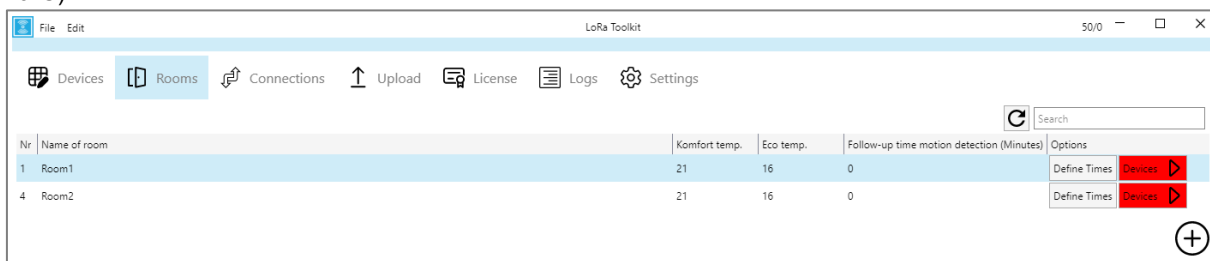 File Edit LoRa Toolkit 50/0
Devices Rooms Connections Upload License Logs Settings
Search
Nr Name of room Komfort temp. Eco temp. Follow-up time motion detection (Minutes) Options
1 Room1 21 16 0 Define Times Devices
4 Room2 21 16 0 Define Times Devices